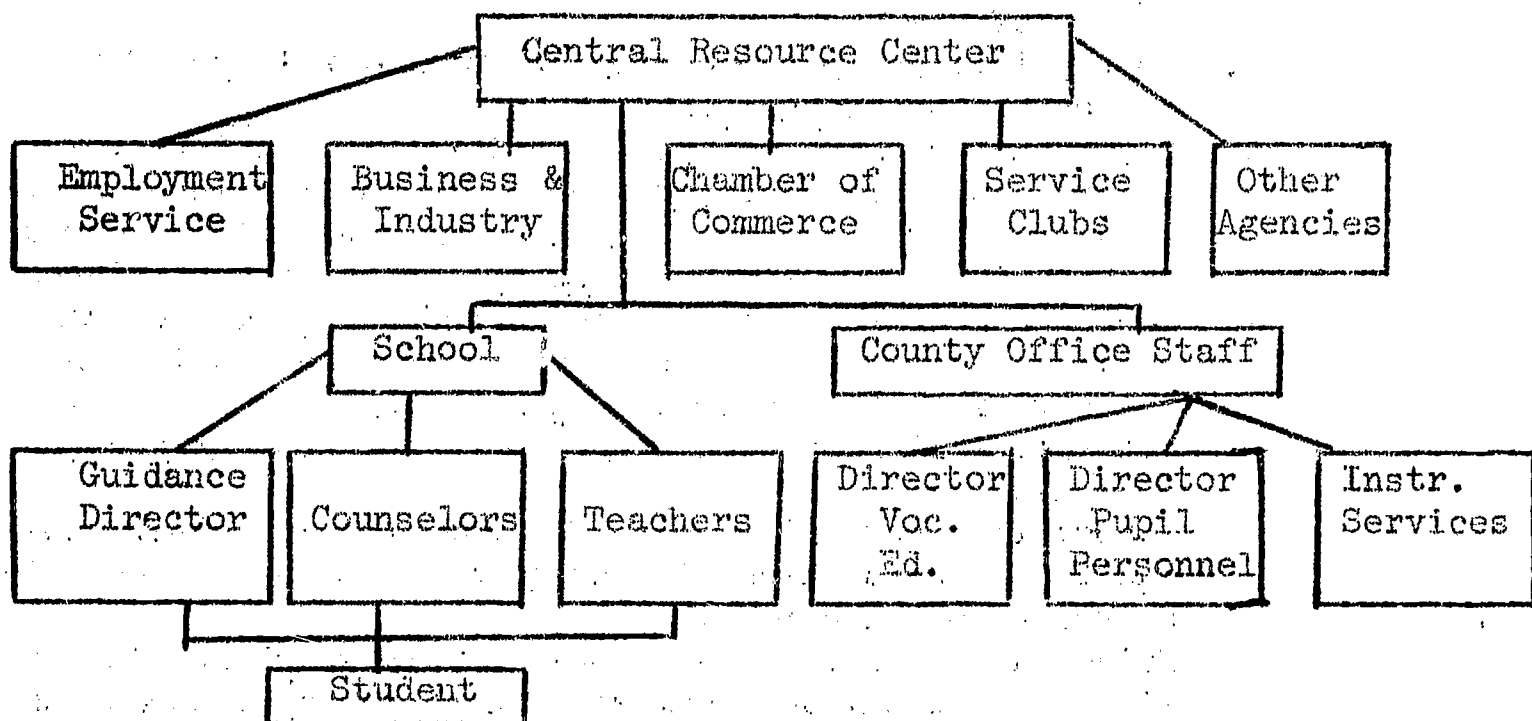 Central Resource Center
Employment
Service
Business &
Industry
Chamber of
Commerce
Service
Clubs
Other
Agencies
School
County Office Staff
Guidance
Director
Counselors
Teachers
Director
Voc.
Ed.
Director
Pupil
Personnel
Instr.
Services
Student